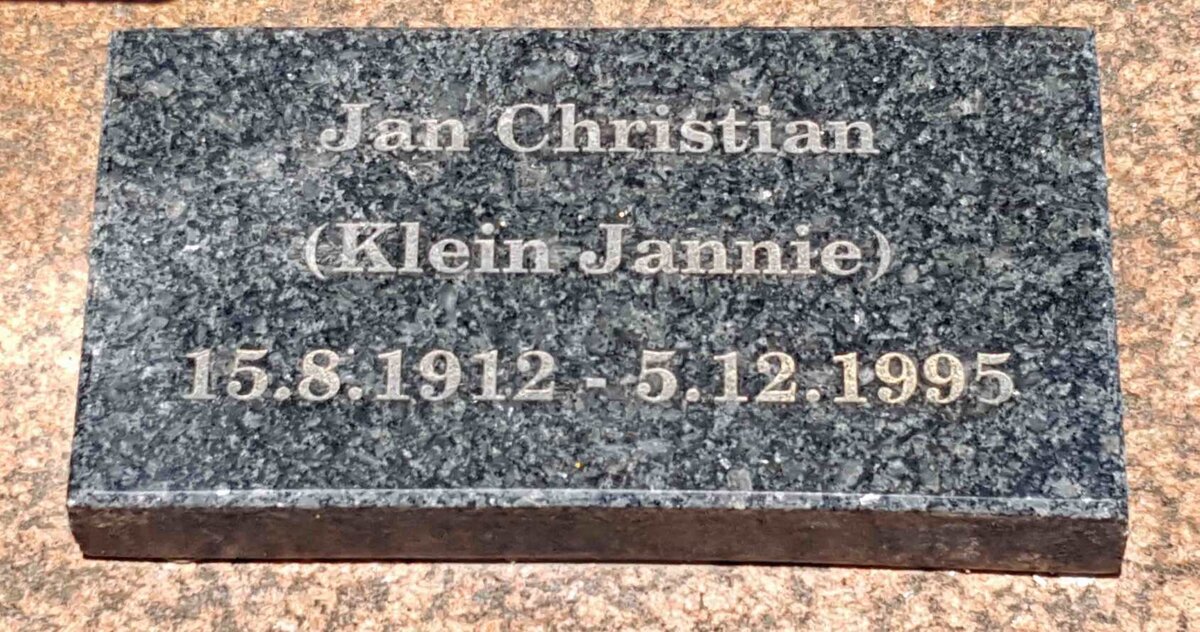 Jan Christian
(Klein Jannie)
15.8.1912 - 5.12.1995